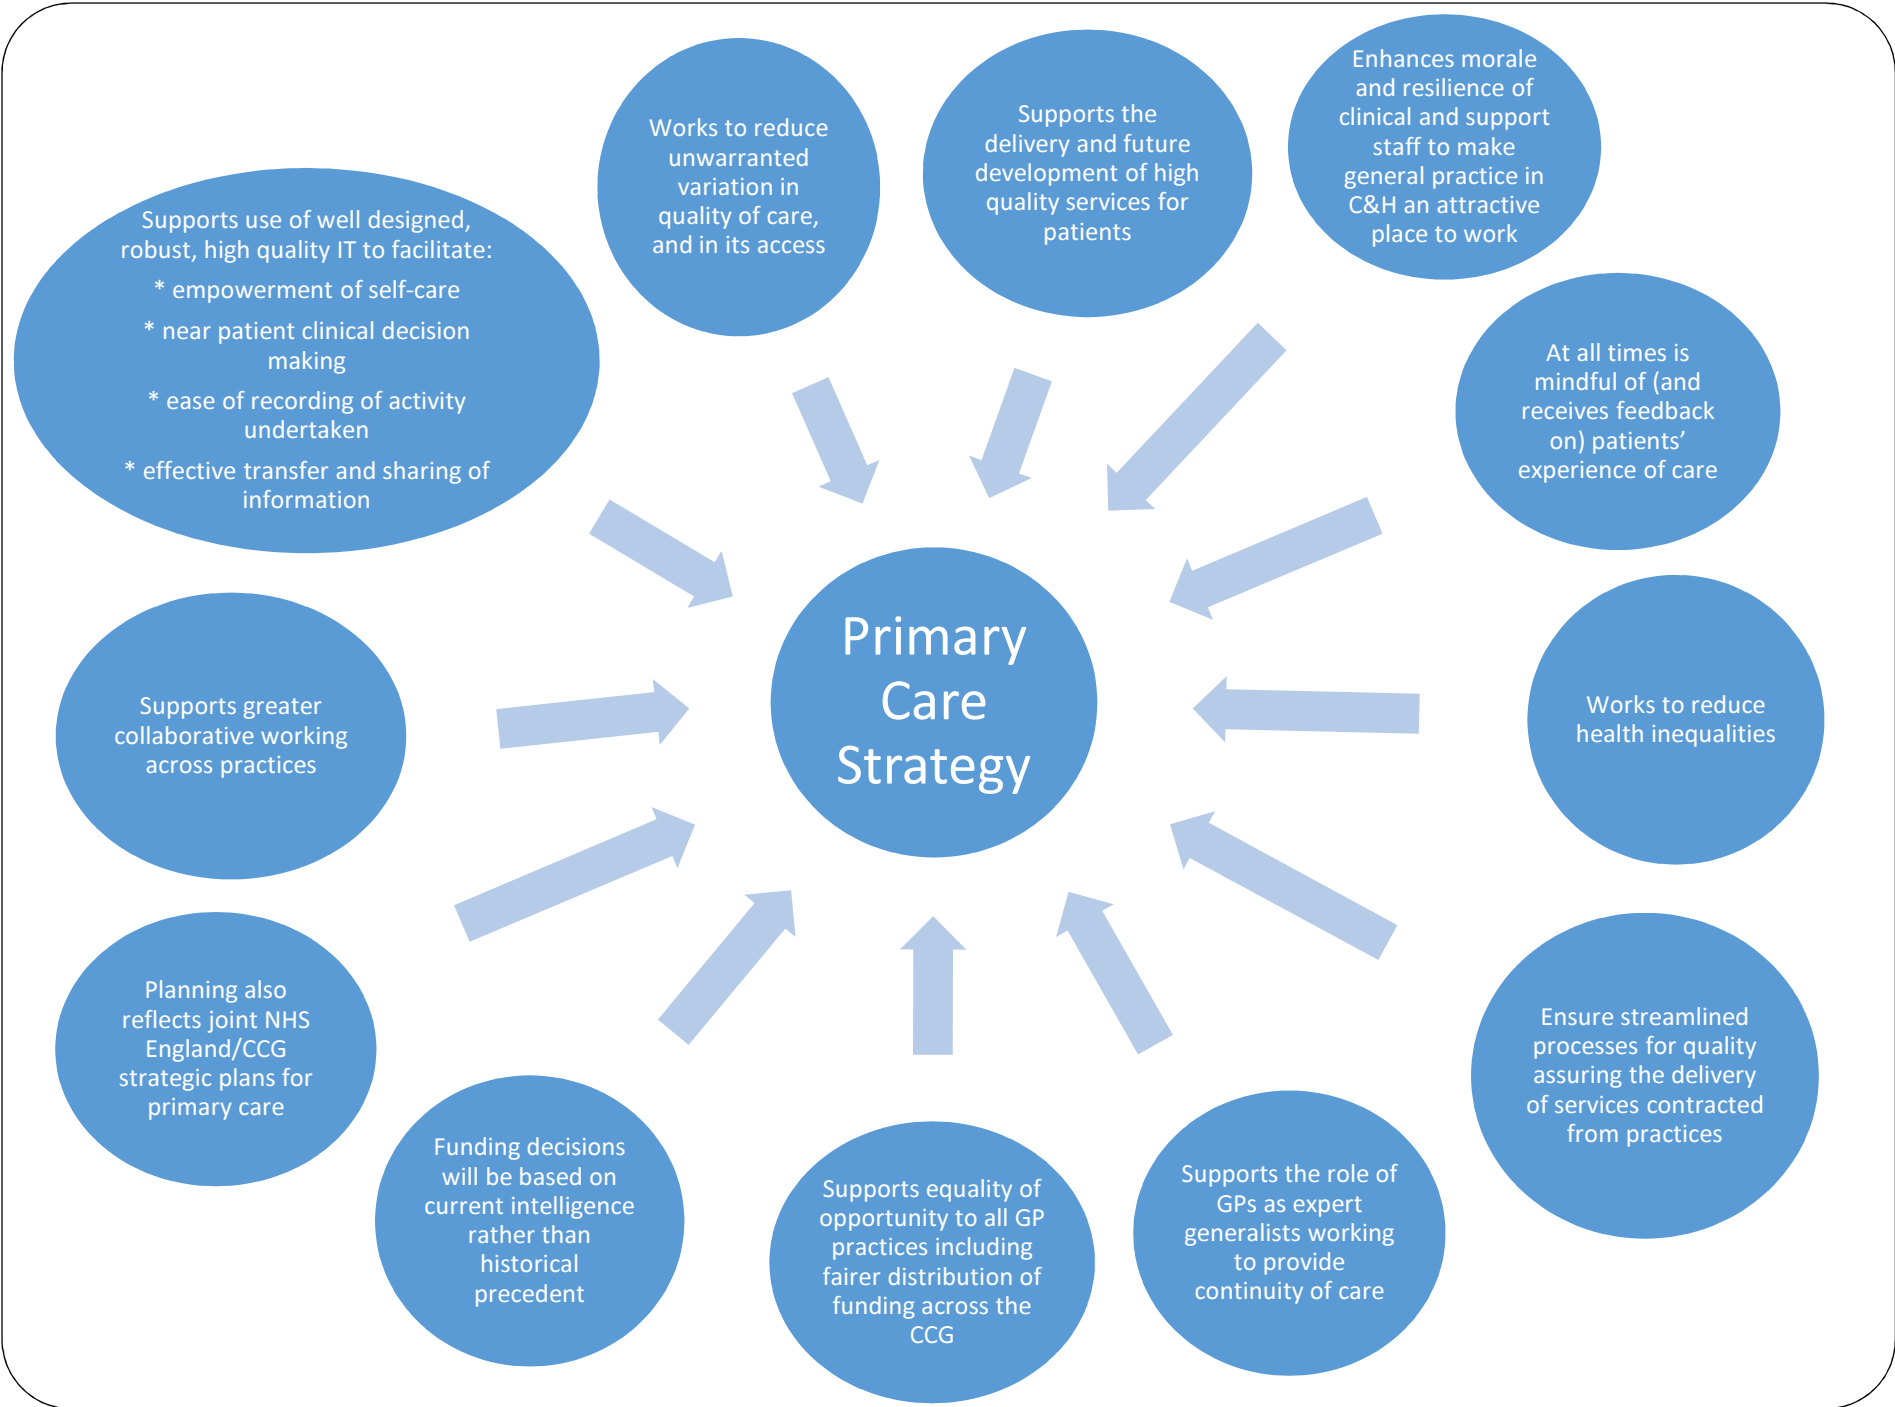 Enhances morale
and resilience of
clinical and support
staff to make
general practice in
C&H an attractive
place to work
Supports the
delivery and future
development of high
quality services for
patients
Works to reduce
unwarranted
variation in
quality of care,
and in its access
Supports use of well designed,
robust, high quality IT to facilitate:
* empowerment of self-care
* near patient clinical decision
making
* ease of recording of activity
undertaken
* effective transfer and sharing of
information
At all times is
mindful of (and
receives feedback
on) patients’
experience of care
Primary
Care
Strategy
Supports greater
collaborative working
across practices
Works to reduce
health inequalities
Planning also
reflects joint NHS
England/CCG
strategic plans for
primary care
Ensure streamlined
processes for quality
assuring the delivery
of services contracted
from practices
Funding decisions
will be based on
current intelligence
rather than
historical
precedent
Supports equality of
opportunity to all GP
practices including
fairer distribution of
funding across the
CCG
Supports the role of
GPs as expert
generalists working
to provide
continuity of care